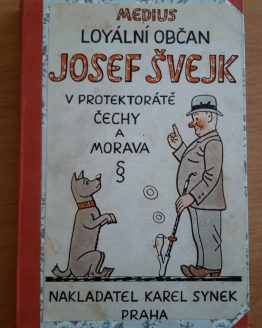 MEDIUS
LOYÁLNÍ OBČAN
JOSEF ŠVEJK
V PROTEKTORÁTĚ
ČECHY
A
MORAVA
§
NAKLADATEL KAREL SYNEK
PRAHA